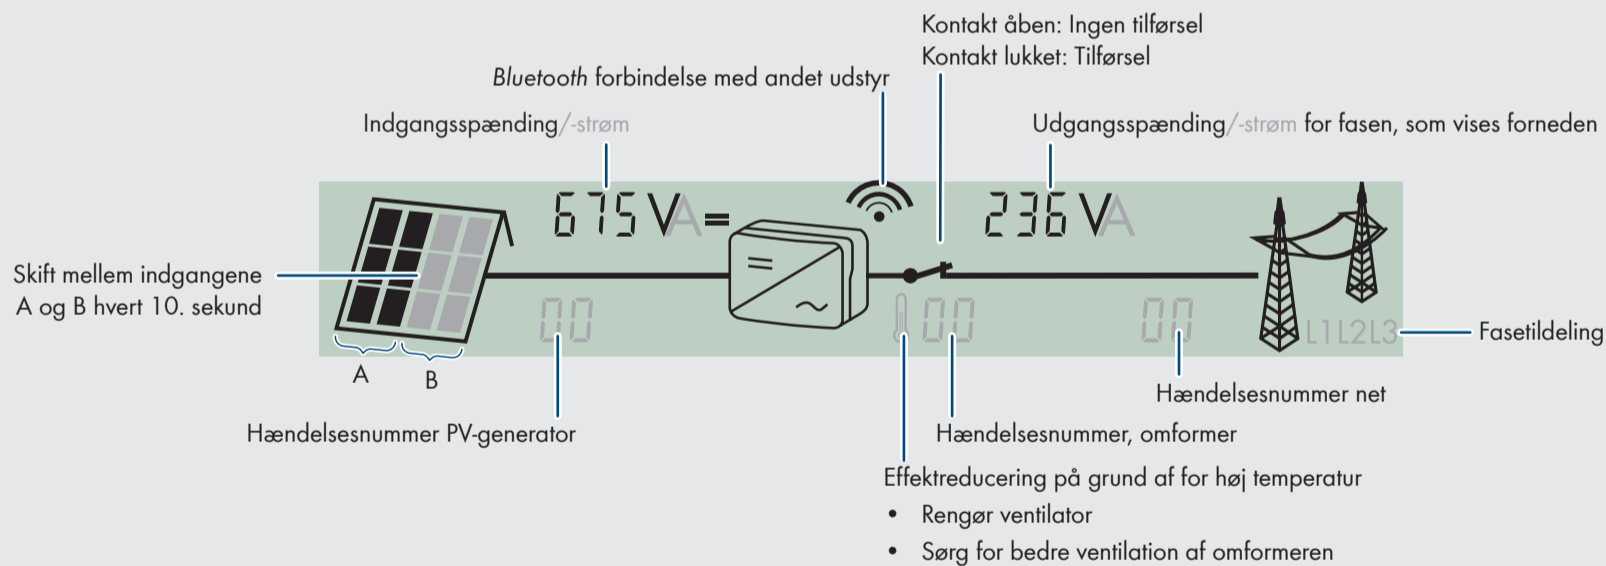 Kontakt åben: Ingen tilførsel
Kontakt lukket: Tilførsel
Bluetooth forbindelse med andet udstyr
Indgangsspænding/-strøm
Udgangsspænding/-strøm for fasen, som vises forneden
675 VA=
236 VA
Skift mellem indgangene
A og B hvert 10. sekund
00
00
00
L1L2L3
Fasetildeling
A
B
Hændelsesnummer net
Hændelsesnummer PV-generator
Hændelsesnummer, omformer
Effektreducering på grund af for høj temperatur
• Rengør ventilator
• Sørg for bedre ventilation af omformeren